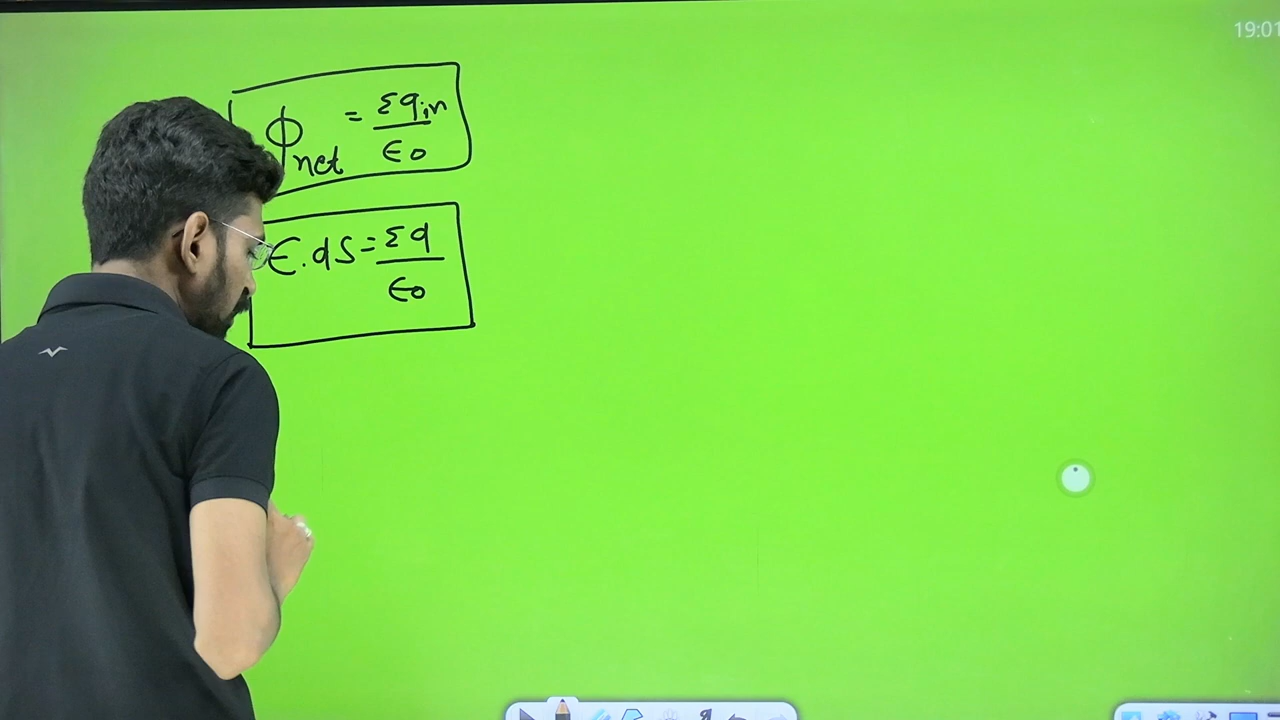 19:01
ϕnet = Σqin/ϵ0
E.ds = Σq/ϵ0